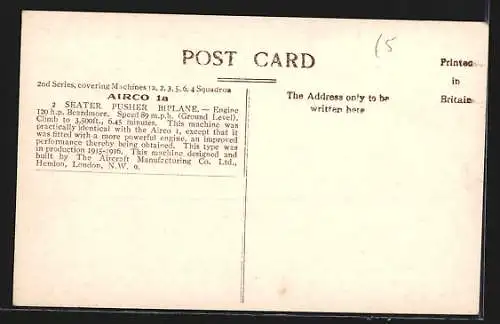 POST CARD
(5
Printed
in
Britain
2nd Series, covering Machines 1a, 2, 3, 5, 6, 4 Squadron
AIRCO 1a
2 SEATER PUSHER BIPLANE. — Engine
120 h.p. Beardmore. Speed 89 m.p.h. (Ground Level),
Climb to 3,500ft., 6.45 minutes. This machine was
practically identical with the Airco 1, except that it
was fitted with a more powerful engine, an improved
performance thereby being obtained. This type was
in production 1915-1916. This machine designed and
built by The Aircraft Manufacturing Co. Ltd.,
Hendon, London, N.W. 9.
The Address only to be
written here